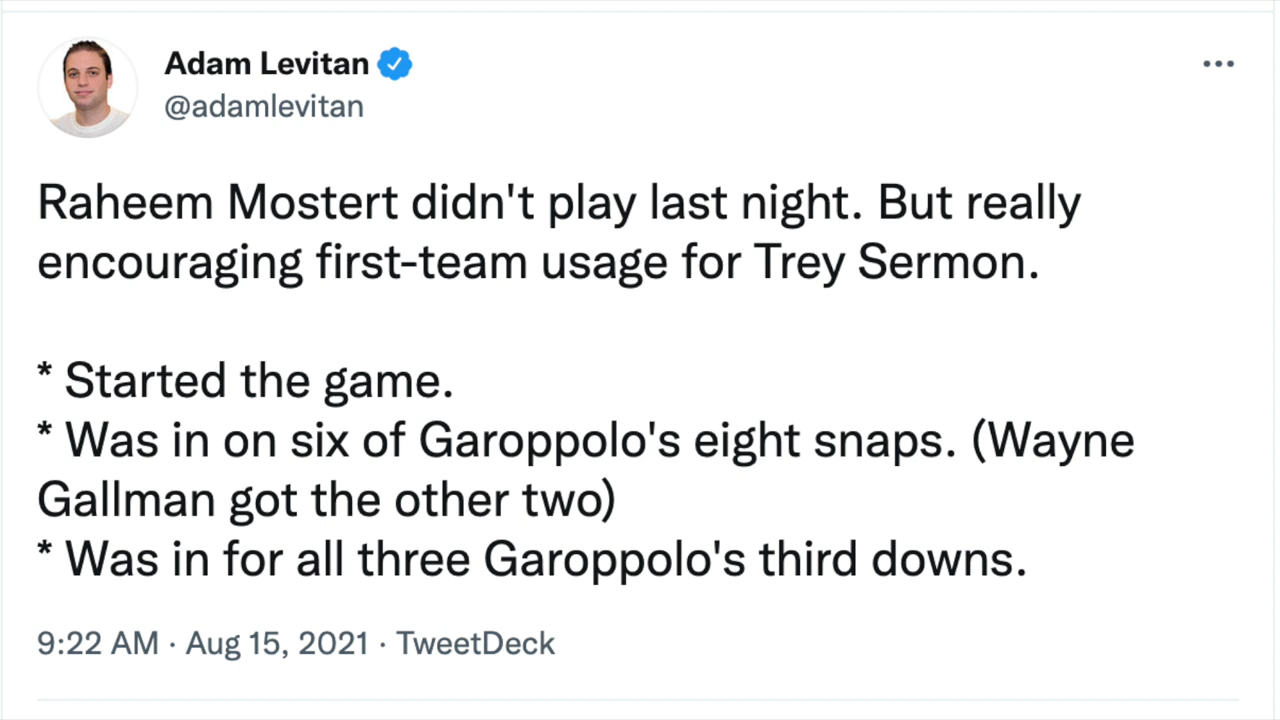 Adam Levitan
@adamlevitan
Raheem Mostert didn't play last night. But really
encouraging first-team usage for Trey Sermon.
* Started the game.
* Was in on six of Garoppolo's eight snaps. (Wayne
Gallman got the other two)
* Was in for all three Garoppolo's third downs.
9:22 AM · Aug 15, 2021 · TweetDeck